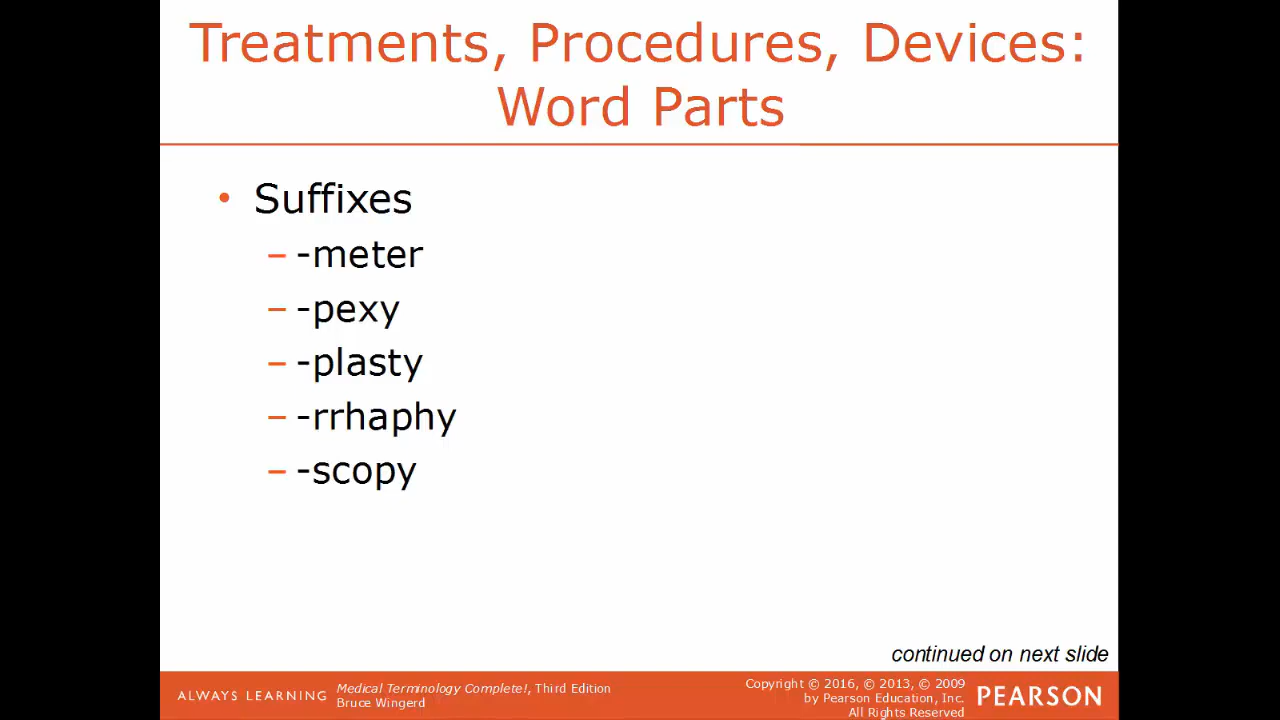 Treatments, Procedures, Devices:
Word Parts
• Suffixes
– -meter
– -pexy
– -plasty
– -rrhaphy
– -scopy
continued on next slide
ALWAYS LEARNING
Medical Terminology Complete!, Third Edition
Bruce Wingerd
Copyright © 2016, © 2013, © 2009
by Pearson Education, Inc.
All Rights Reserved
PEARSON